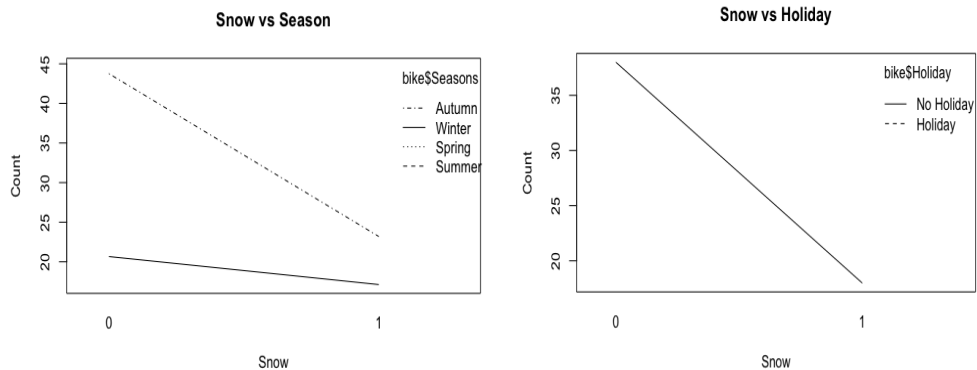 Snow vs Season
Count
45
40
35
30
25
20
0
1
Snow
bike$Seasons
Autumn
Winter
Spring
Summer
Snow vs Holiday
Count
35
30
25
20
0
1
Snow
bike$Holiday
No Holiday
Holiday